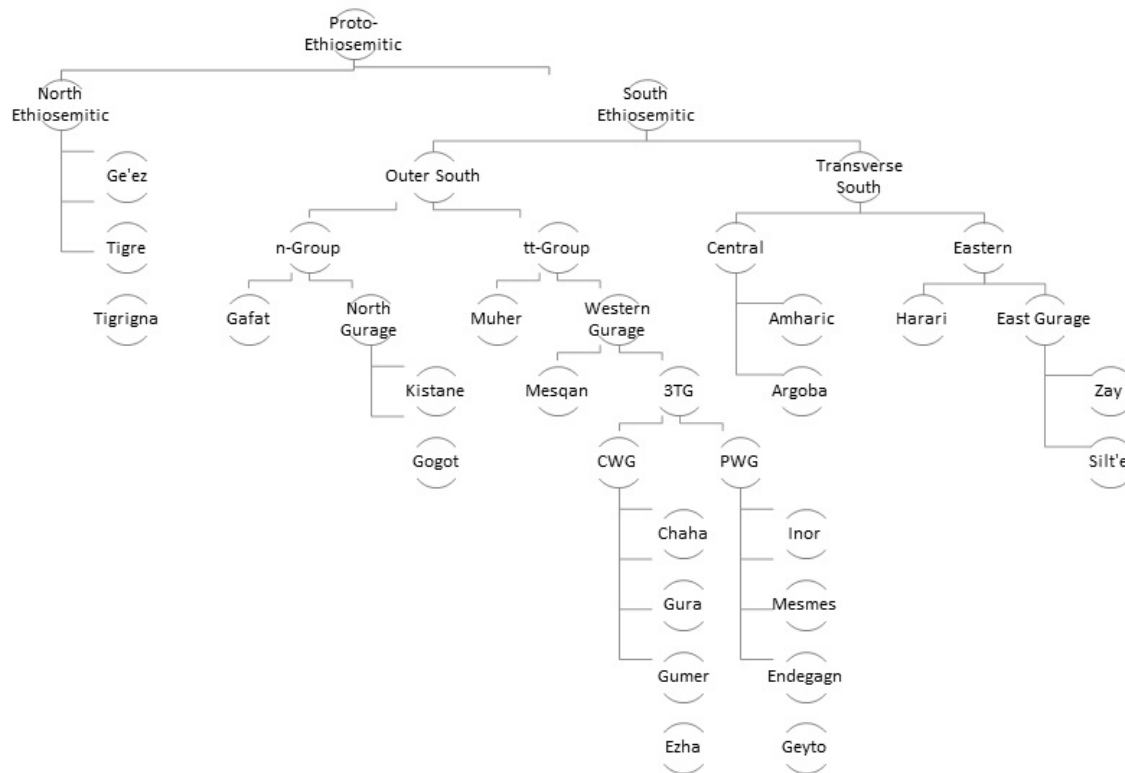 Proto-
Ethiosemitic
North
Ethiosemitic
South
Ethiosemitic
Ge'ez
Outer South
Transverse
South
Tigre
n-Group
tt-Group
Central
Eastern
Tigrigna
Gafat
North
Gurage
Muher
Western
Gurage
Amharic
Harari
East Gurage
Kistane
Mesqan
3TG
Argoba
Zay
Gogot
CWG
PWG
Silt'e
Chaha
Inor
Gura
Mesmes
Gumer
Endegagn
Ezha
Geyto